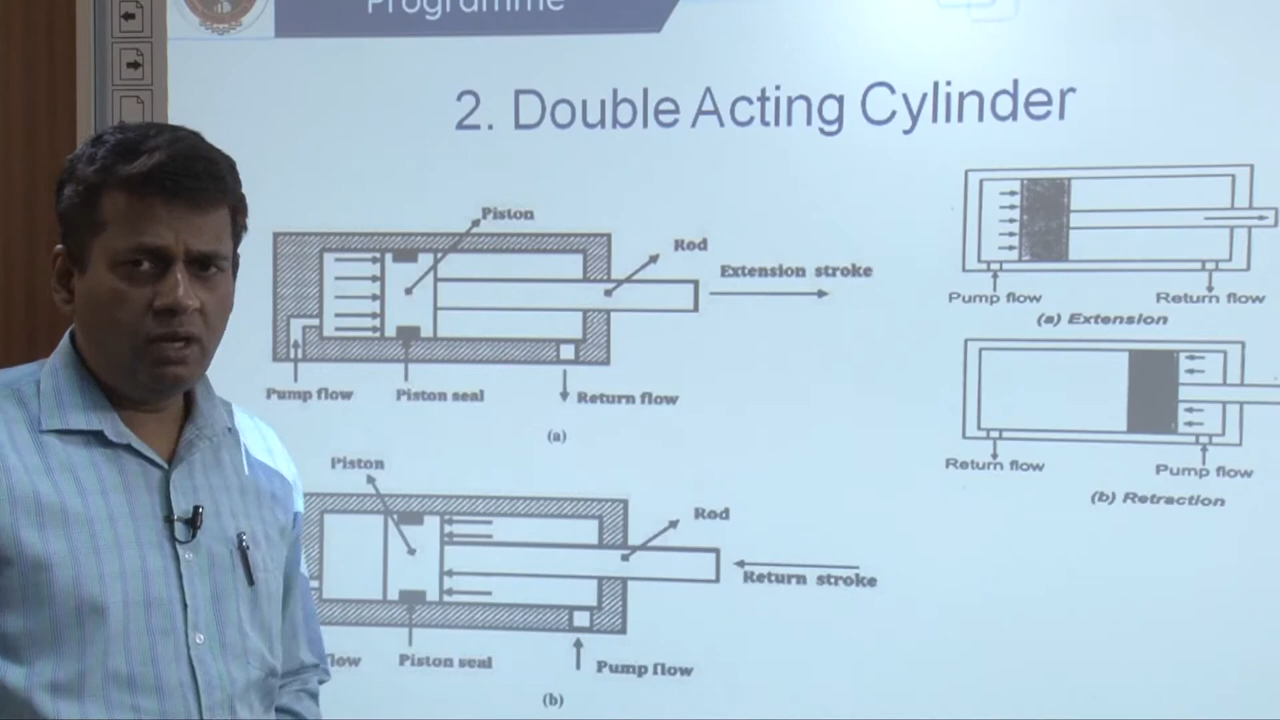 Programme
2. Double Acting Cylinder
Piston
Rod
Extension stroke
Pump flow
Piston seal
Return flow
(a)
Piston
Rod
Return stroke
Piston seal
Pump flow
(b)
Pump flow
Return flow
(a) Extension
Return flow
Pump flow
(b) Retraction